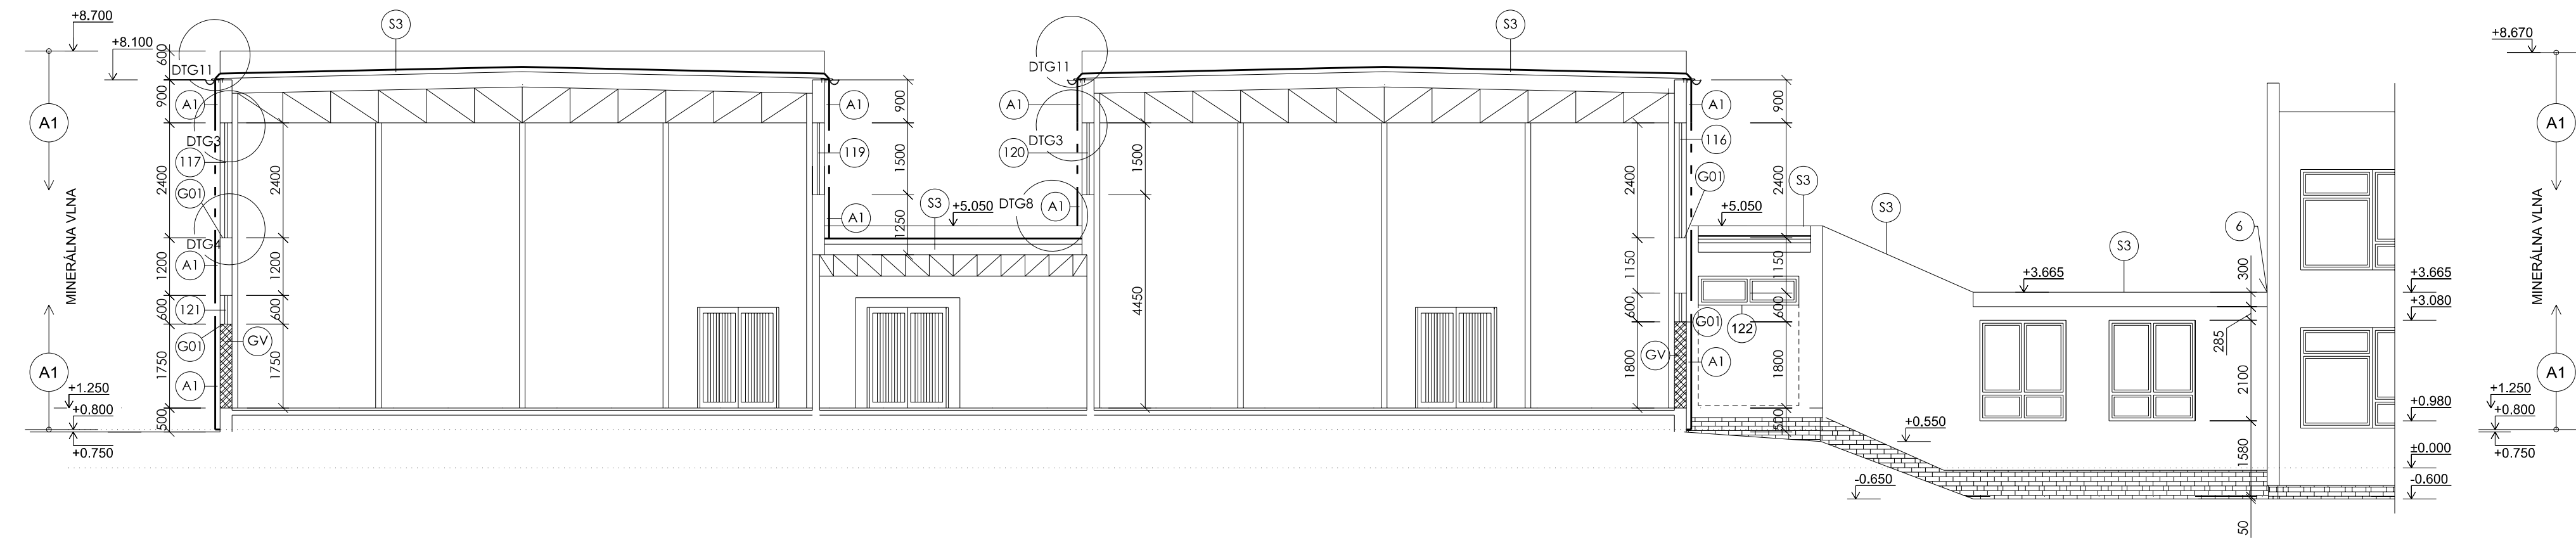 +8.700
+8.100
600
900
2400
1200
600
1750
500
A1
MINERÁLNA VLNA
A1
+1.250
+0.800
+0.750
DTG11
A1
DTG3
117
G01
DTG4
A1
121
G01
A1
GV
2400
1200
600
1750
S3
A1
119
A1
900
1500
1250
S3
+5.050
DTG11
A1
DTG3
120
DTG8
A1
1500
4450
S3
2400
1150
600
1800
GV
A1
116
G01
G01
A1
900
2400
1150
600
1800
500
+5.050
S3
122
S3
+3.665
S3
6
300
285
2100
1580
50
+0.550
-0.650
+3.665
+3.080
+0.980
±0.000
-0.600
+8.670
A1
MINERÁLNA VLNA
A1
+1.250
+0.800
+0.750